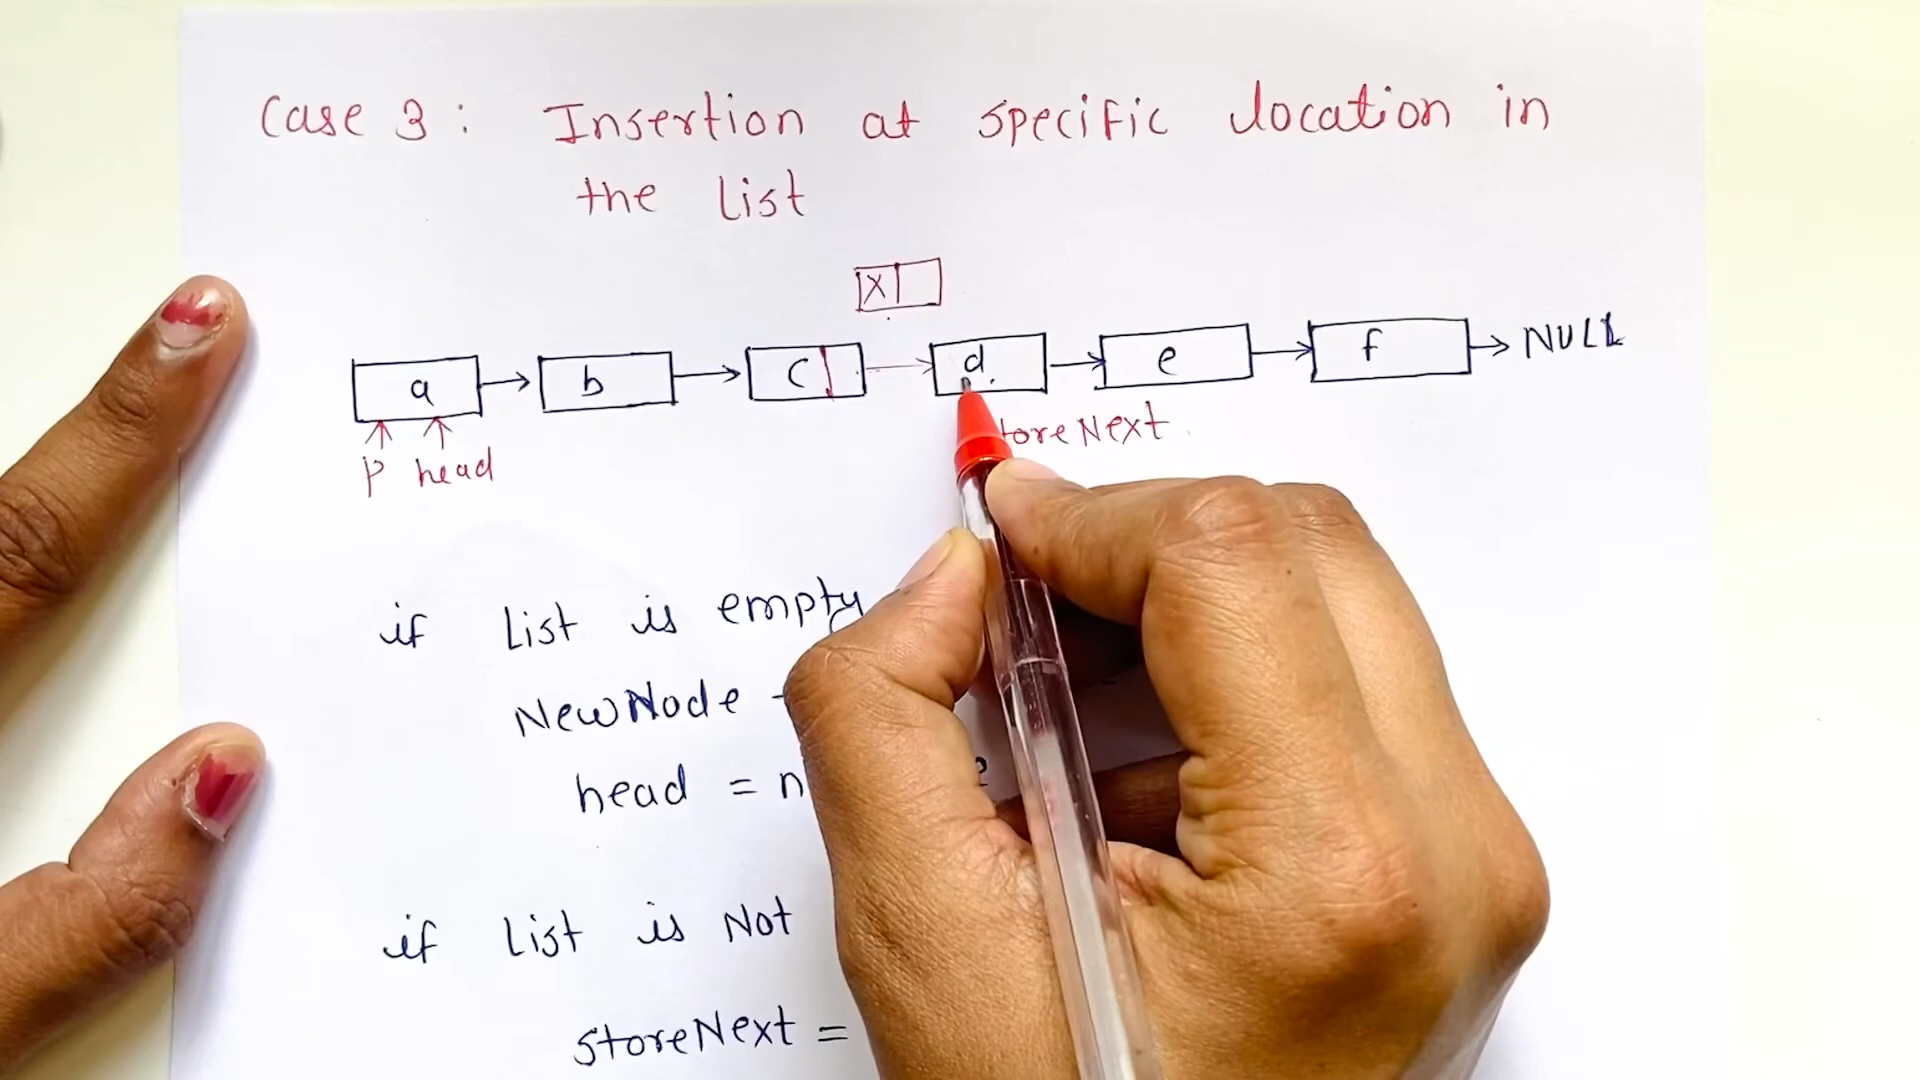 Case 3 : Insertion at specific location in
the List
X
a b c d e f NULL
P head
toreNext
if List is empty
NewNode
head = n
if List is Not
storeNext =